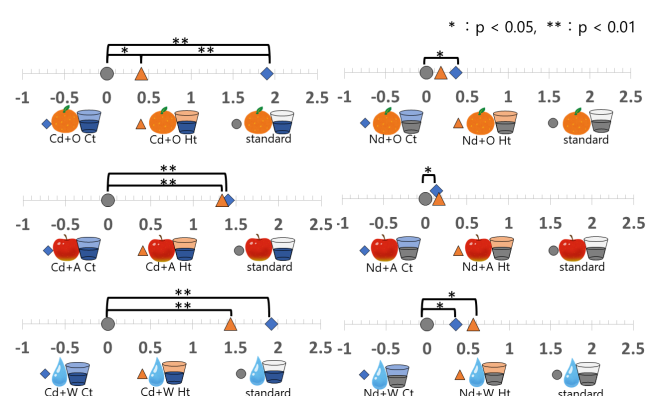 * : p < 0.05, ** : p < 0.01
** 
* **
-1 -0.5 0 0.5 1 1.5 2 2.5
Cd+O Ct Cd+O Ht standard
*
-1 -0.5 0 0.5 1 1.5 2 2.5
Nd+O Ct Nd+O Ht standard
**
**
-1 -0.5 0 0.5 1 1.5 2 2.5
Cd+A Ct Cd+A Ht standard
*
-1 -0.5 0 0.5 1 1.5 2 2.5
Nd+A Ct Nd+A Ht standard
**
**
-1 -0.5 0 0.5 1 1.5 2 2.5
Cd+W Ct Cd+W Ht standard
*
*
-1 -0.5 0 0.5 1 1.5 2 2.5
Nd+W Ct Nd+W Ht standard